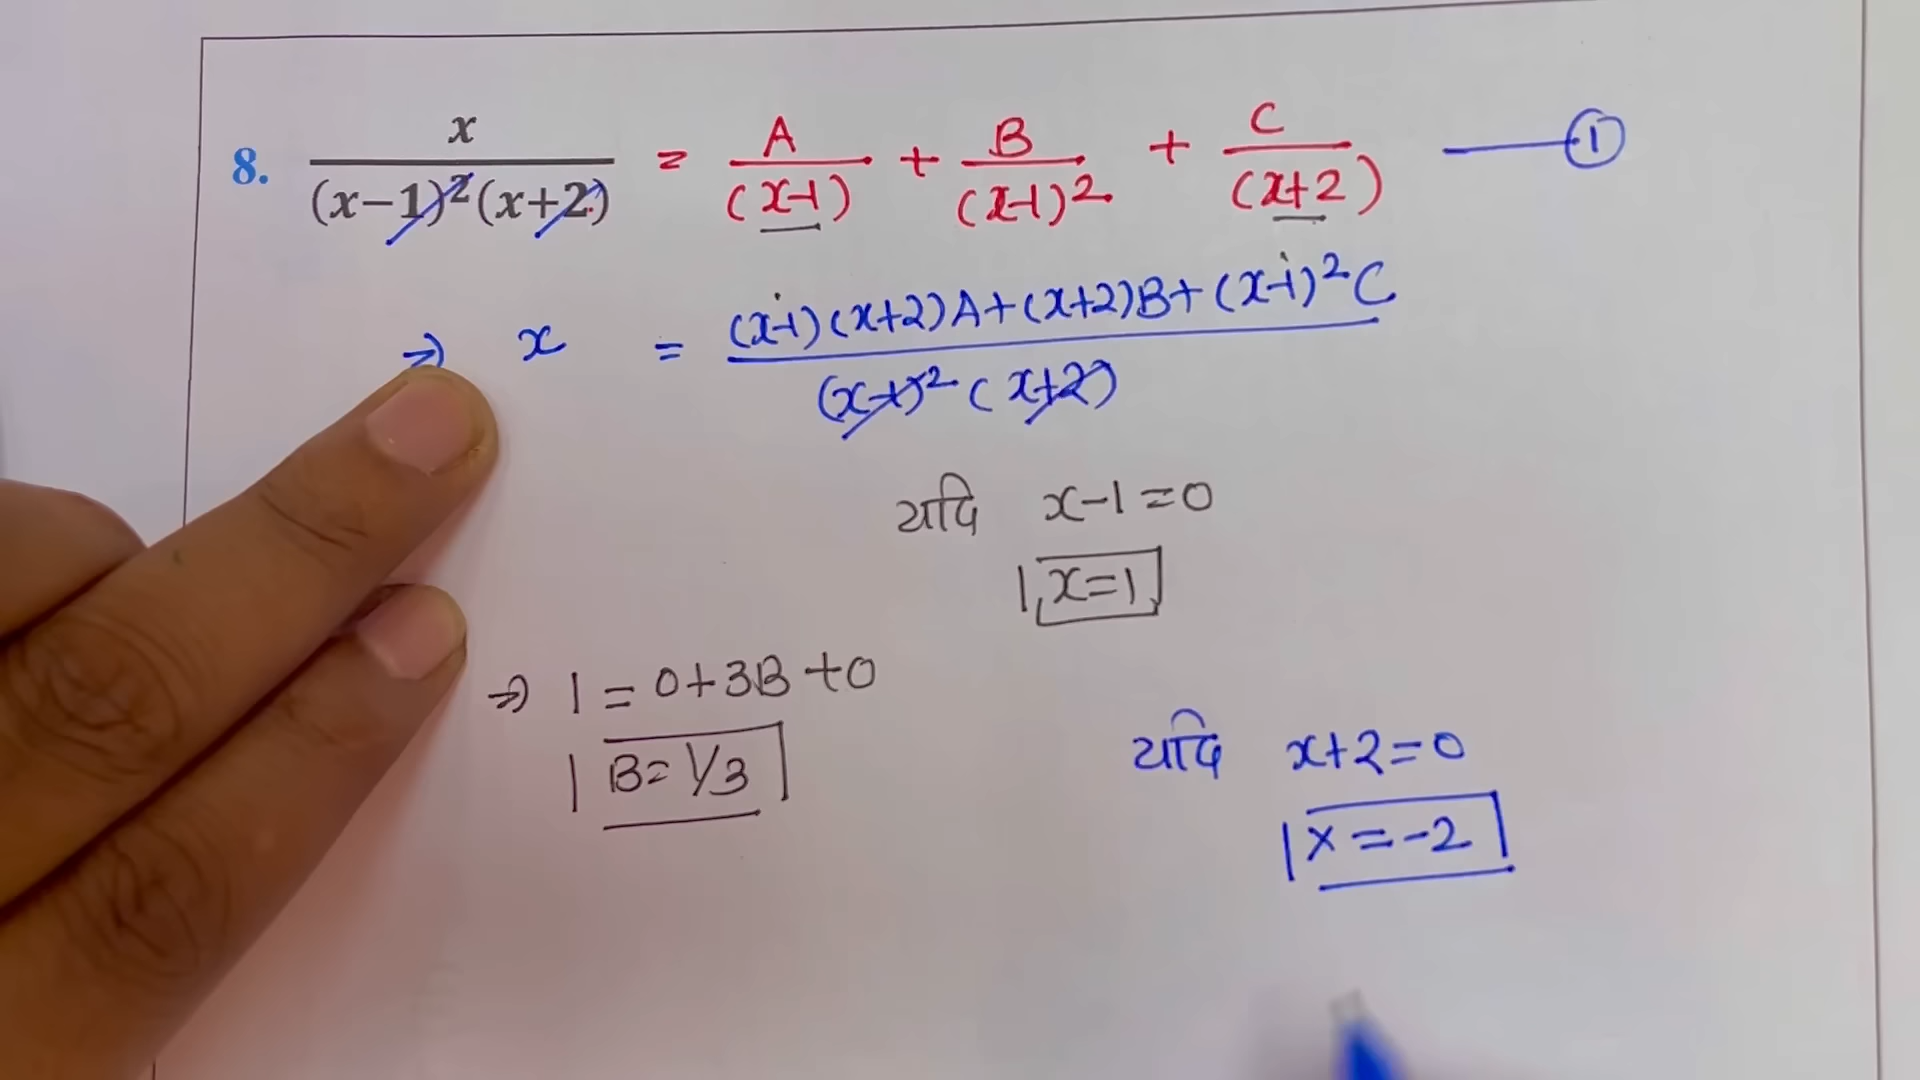 8. x/((x−1)²(x+2)) = A/(x-1) + B/(x-1)² + C/(x+2) — ①
⇒ x = ((x-1)(x+2)A+(x+2)B+(x-1)²C)/((x-1)²(x+2))
यदि x-1=0
x=1
⇒ 1=0+3B+0
B=1/3
यदि x+2=0
x=-2